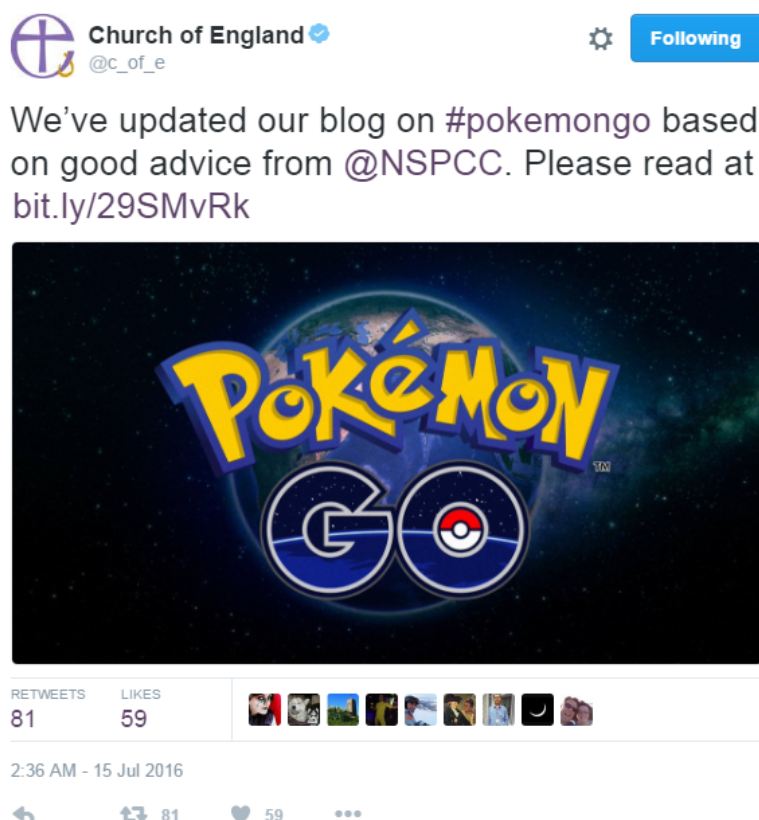 Church of England
@c_of_e
Following
We've updated our blog on #pokemongo based
on good advice from @NSPCC. Please read at
bit.ly/29SMvRk
POKéMON
TM
GO
RETWEETS LIKES
81 59
2:36 AM - 15 Jul 2016
81 59